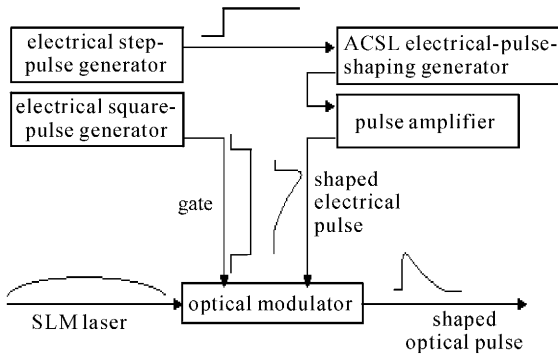 electrical step-
pulse generator
ACSL electrical-pulse-
shaping generator
electrical square-
pulse generator
pulse amplifier
gate
shaped
electrical
pulse
optical modulator
SLM laser
shaped
optical pulse